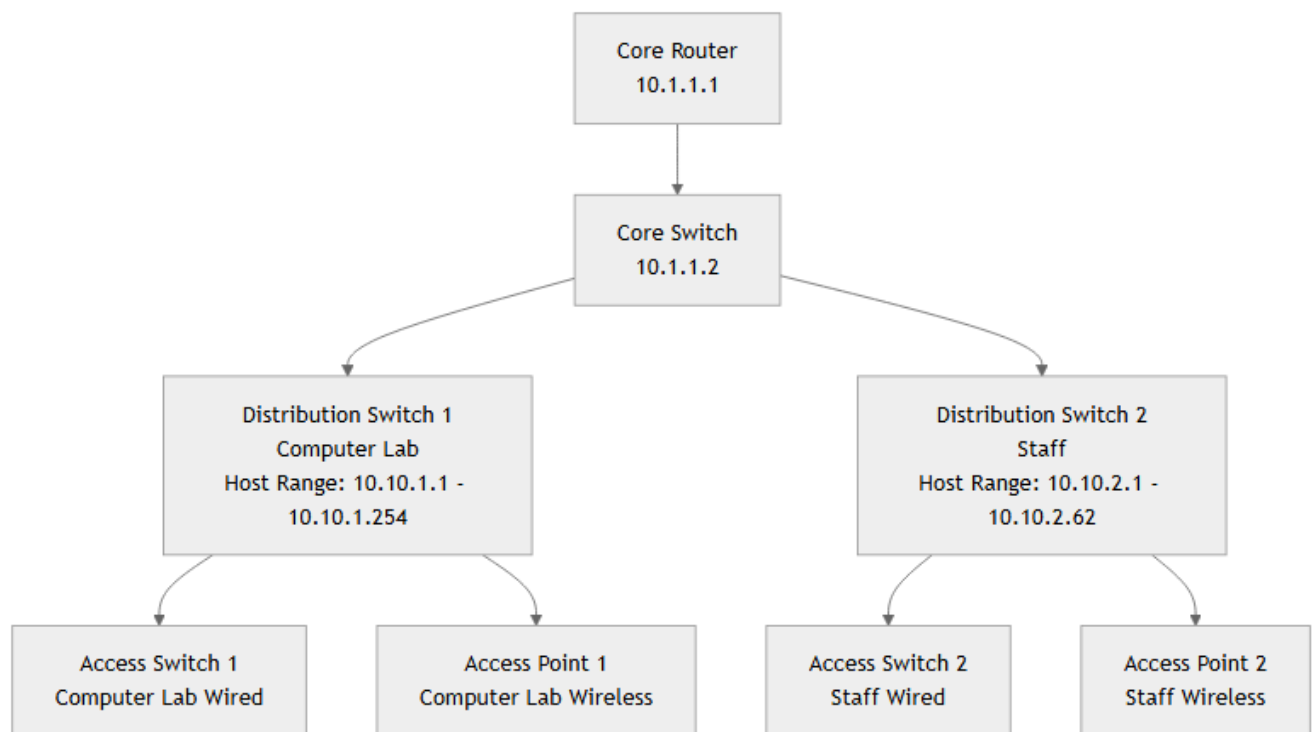 Core Router
10.1.1.1
Core Switch
10.1.1.2
Distribution Switch 1
Computer Lab
Host Range: 10.10.1.1 -
10.10.1.254
Distribution Switch 2
Staff
Host Range: 10.10.2.1 -
10.10.2.62
Access Switch 1
Computer Lab Wired
Access Point 1
Computer Lab Wireless
Access Switch 2
Staff Wired
Access Point 2
Staff Wireless